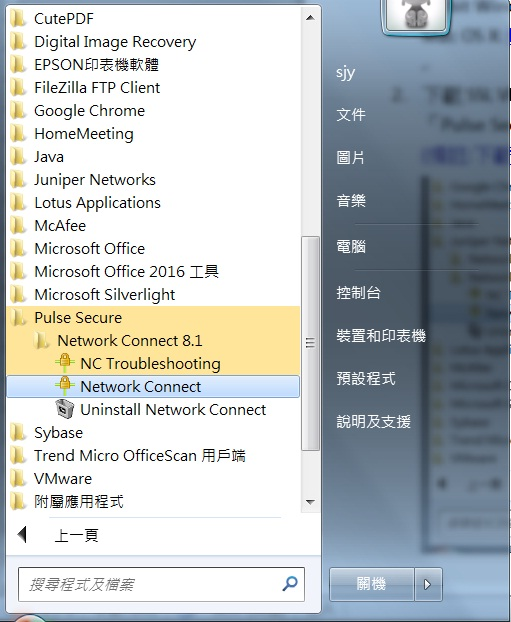 CutePDF
Digital Image Recovery
EPSON印表機軟體
FileZilla FTP Client
Google Chrome
HomeMeeting
Java
Juniper Networks
Lotus Applications
McAfee
Microsoft Office
Microsoft Office 2016 工具
Microsoft Silverlight
Pulse Secure
Network Connect 8.1
NC Troubleshooting
Network Connect
Uninstall Network Connect
Sybase
Trend Micro OfficeScan 用戶端
VMware
附屬應用程式
上一頁
搜尋程式及檔案
sjy
文件
圖片
音樂
電腦
控制台
裝置和印表機
預設程式
說明及支援
關機